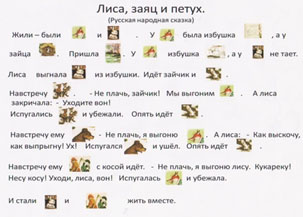 Лиса, заяц и петух.
(Русская народная сказка)
Жили – были и . У была избушка , а у
зайца . Пришла . У избушка , а у не тает.
Лиса выгнала из избушки. Идёт зайчик и
Навстречу - Не плачь, зайчик! Мы выгоним . А лиса
закричала: - Уходите вон!
Испугались и убежали. Опять идёт .
Навстречу ему - Не плачь, я выгоню . А лиса: - Как выскочу,
как выпрыгну! Ух! Испугался и ушёл. Опять идёт .
Навстречу ему с косой идёт. - Не плачь, я выгоню лису. Кукареку!
Несу косу! Уходи, лиса, вон! Испугалась и убежала.
И стали и жить вместе.